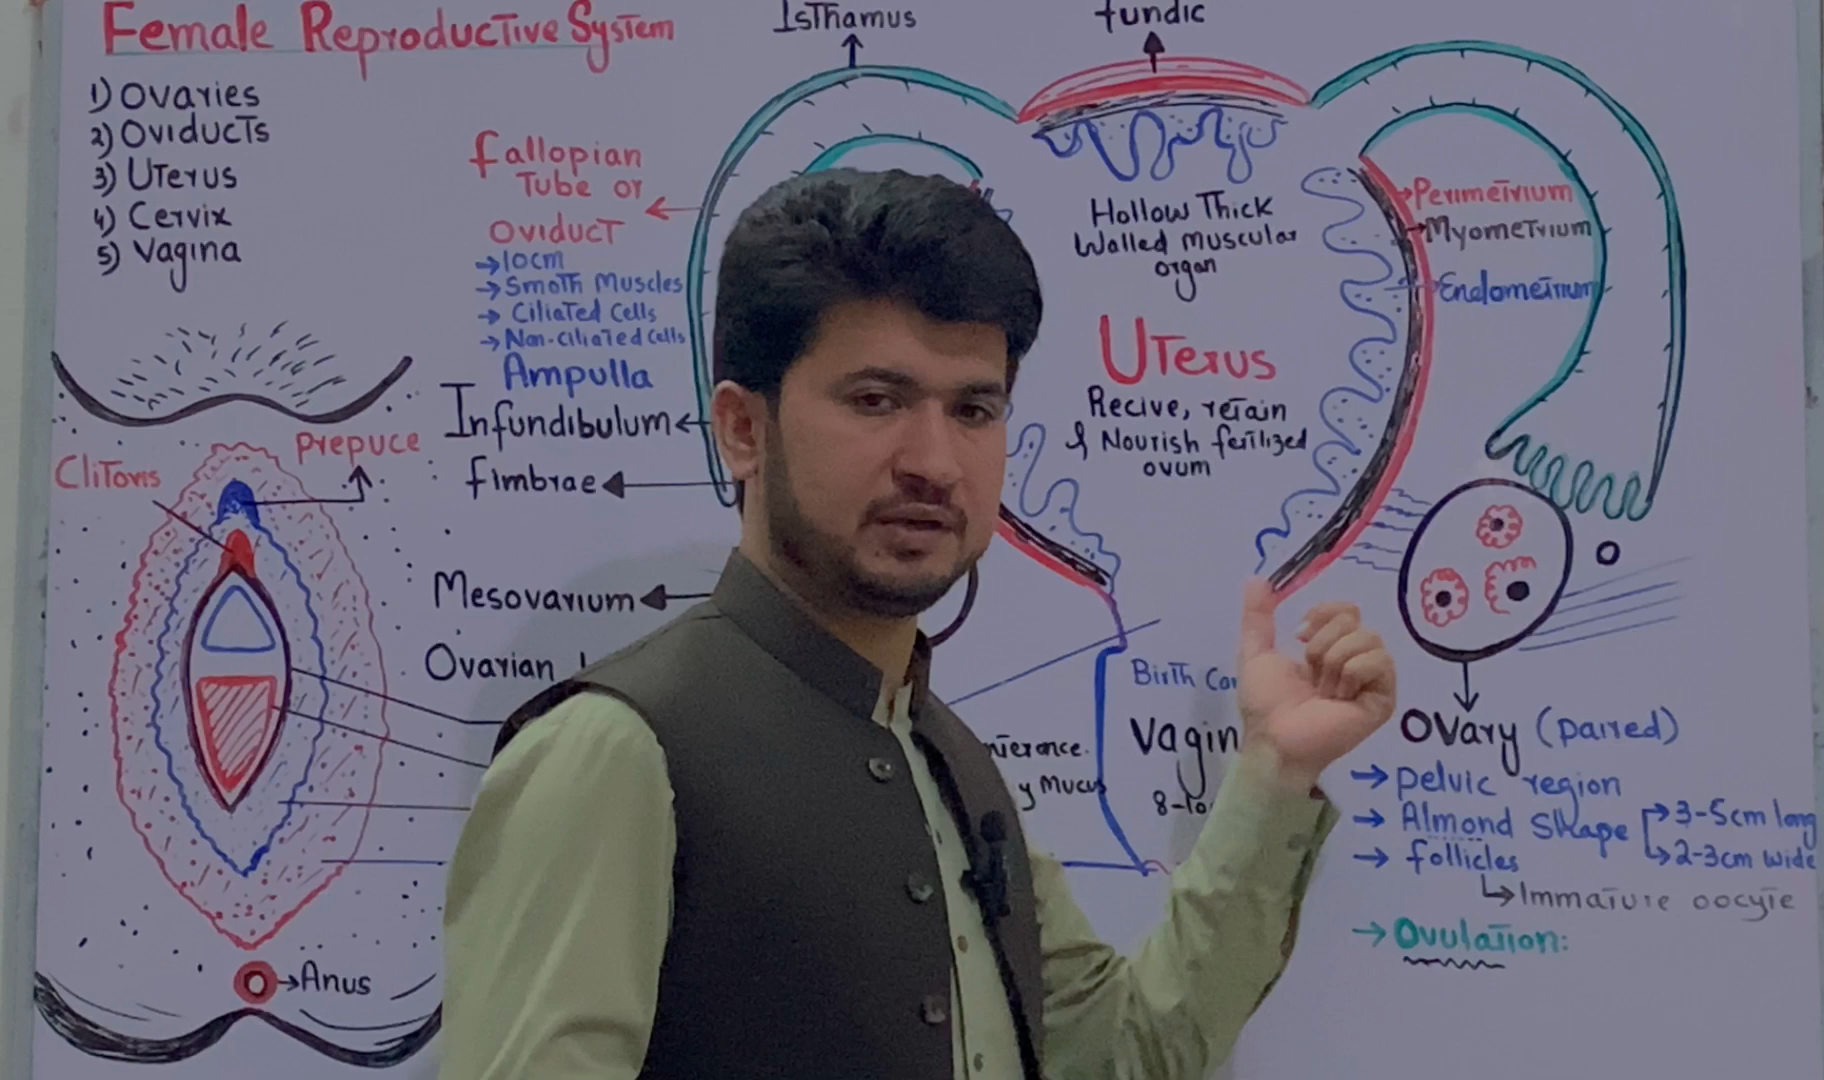 Female Reproductive System
1) Ovaries
2) Oviducts
3) Uterus
4) Cervix
5) Vagina
Isthamus
fundic
fallopian
Tube or
oviduct
→ 10cm
→ Smoth Muscles
→ Ciliated Cells
→ Non-ciliated Cells
Ampulla
Infundibulum
fimbrae
Mesovarium
Ovarian
Clitoris
Prepuce
→ Anus
Hollow Thick
Walled muscular
organ
Uterus
Recive, retain
& Nourish fertilized
ovum
Perimetrium
Myometrium
Endometrium
Birth
Vagin
8-10
y Mucus
Ovary (paired)
→ pelvic region
→ Almond Shape → 3-5cm long
→ 2-3cm wide
→ follicles
Immature oocyte
→ Ovulation: